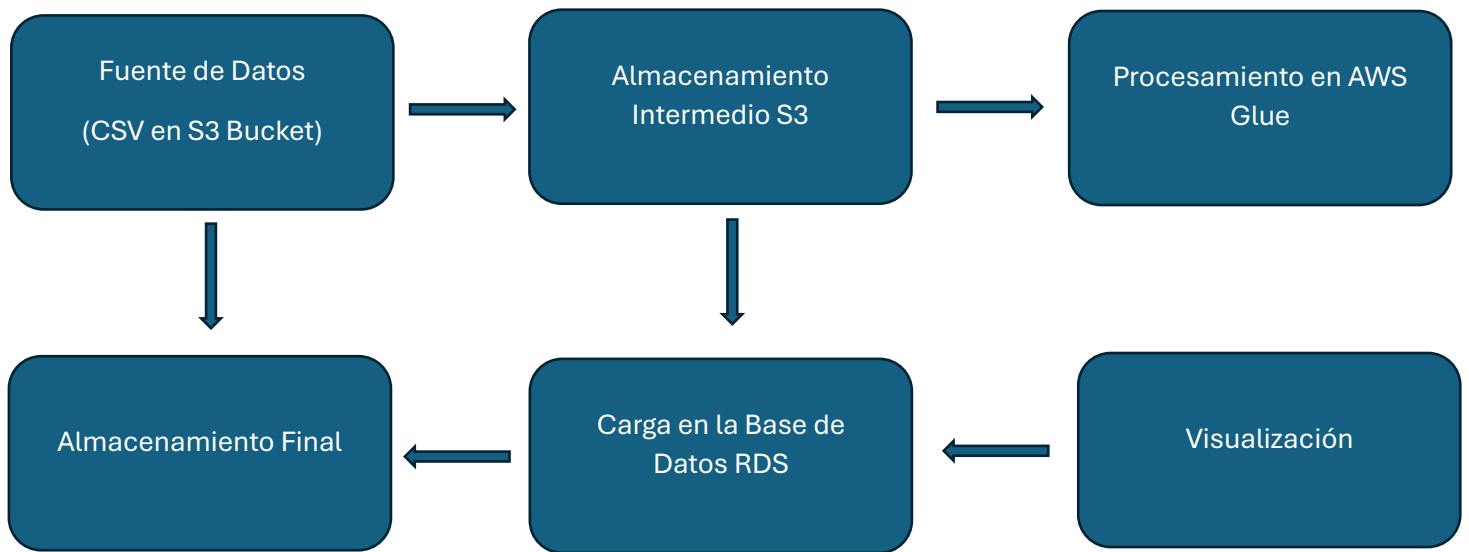 Fuente de Datos
(CSV en S3 Bucket)
Almacenamiento
Intermedio S3
Procesamiento en AWS
Glue
Almacenamiento Final
Carga en la Base de
Datos RDS
Visualización